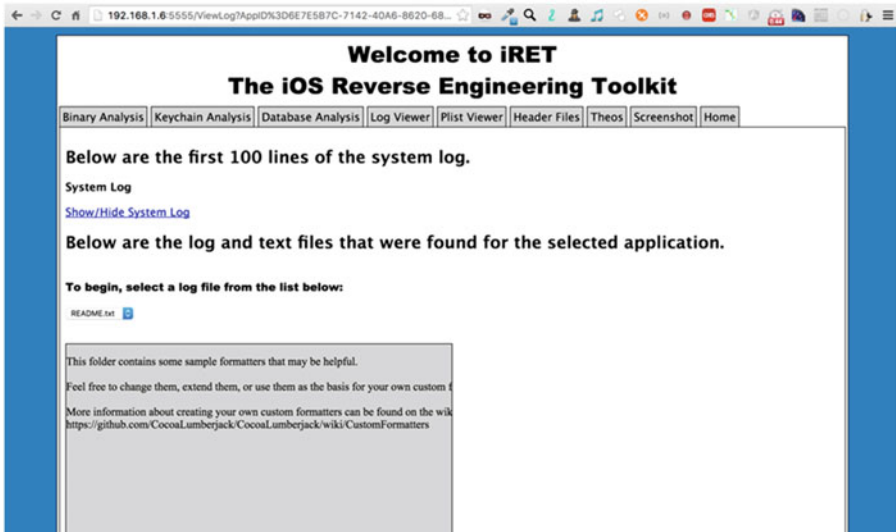 192.168.1.6:5555/ViewLog?AppID%3D6E7E5B7C-7142-40A6-8620-68...
Welcome to iRET
The iOS Reverse Engineering Toolkit
Binary Analysis Keychain Analysis Database Analysis Log Viewer Plist Viewer Header Files Theos Screenshot Home
Below are the first 100 lines of the system log.
System Log
Show/Hide System Log
Below are the log and text files that were found for the selected application.
To begin, select a log file from the list below:
README.txt
This folder contains some sample formatters that may be helpful.
Feel free to change them, extend them, or use them as the basis for your own custom f
More information about creating your own custom formatters can be found on the wik
https://github.com/CocoaLumberjack/CocoaLumberjack/wiki/CustomFormatters